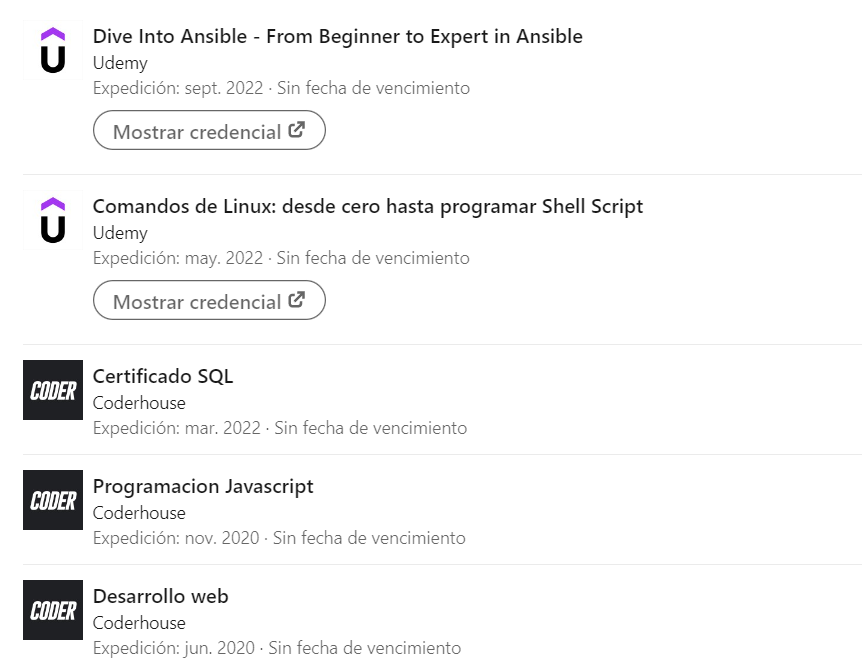 Dive Into Ansible - From Beginner to Expert in Ansible
Udemy
Expedición: sept. 2022 · Sin fecha de vencimiento
Mostrar credencial
Comandos de Linux: desde cero hasta programar Shell Script
Udemy
Expedición: may. 2022 · Sin fecha de vencimiento
Mostrar credencial
CODER
Certificado SQL
Coderhouse
Expedición: mar. 2022 · Sin fecha de vencimiento
CODER
Programacion Javascript
Coderhouse
Expedición: nov. 2020 · Sin fecha de vencimiento
CODER
Desarrollo web
Coderhouse
Expedición: jun. 2020 · Sin fecha de vencimiento